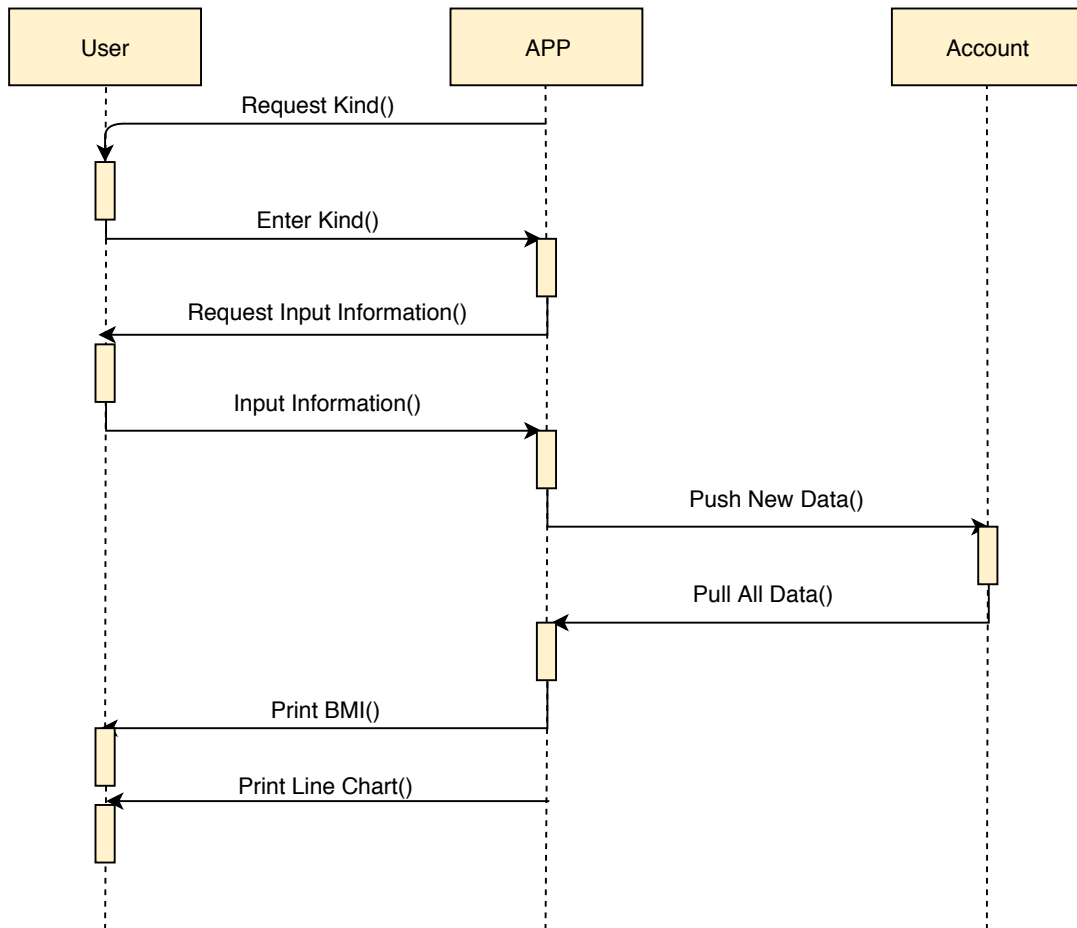 User
APP
Account
Request Kind()
Enter Kind()
Request Input Information()
Input Information()
Push New Data()
Pull All Data()
Print BMI()
Print Line Chart()